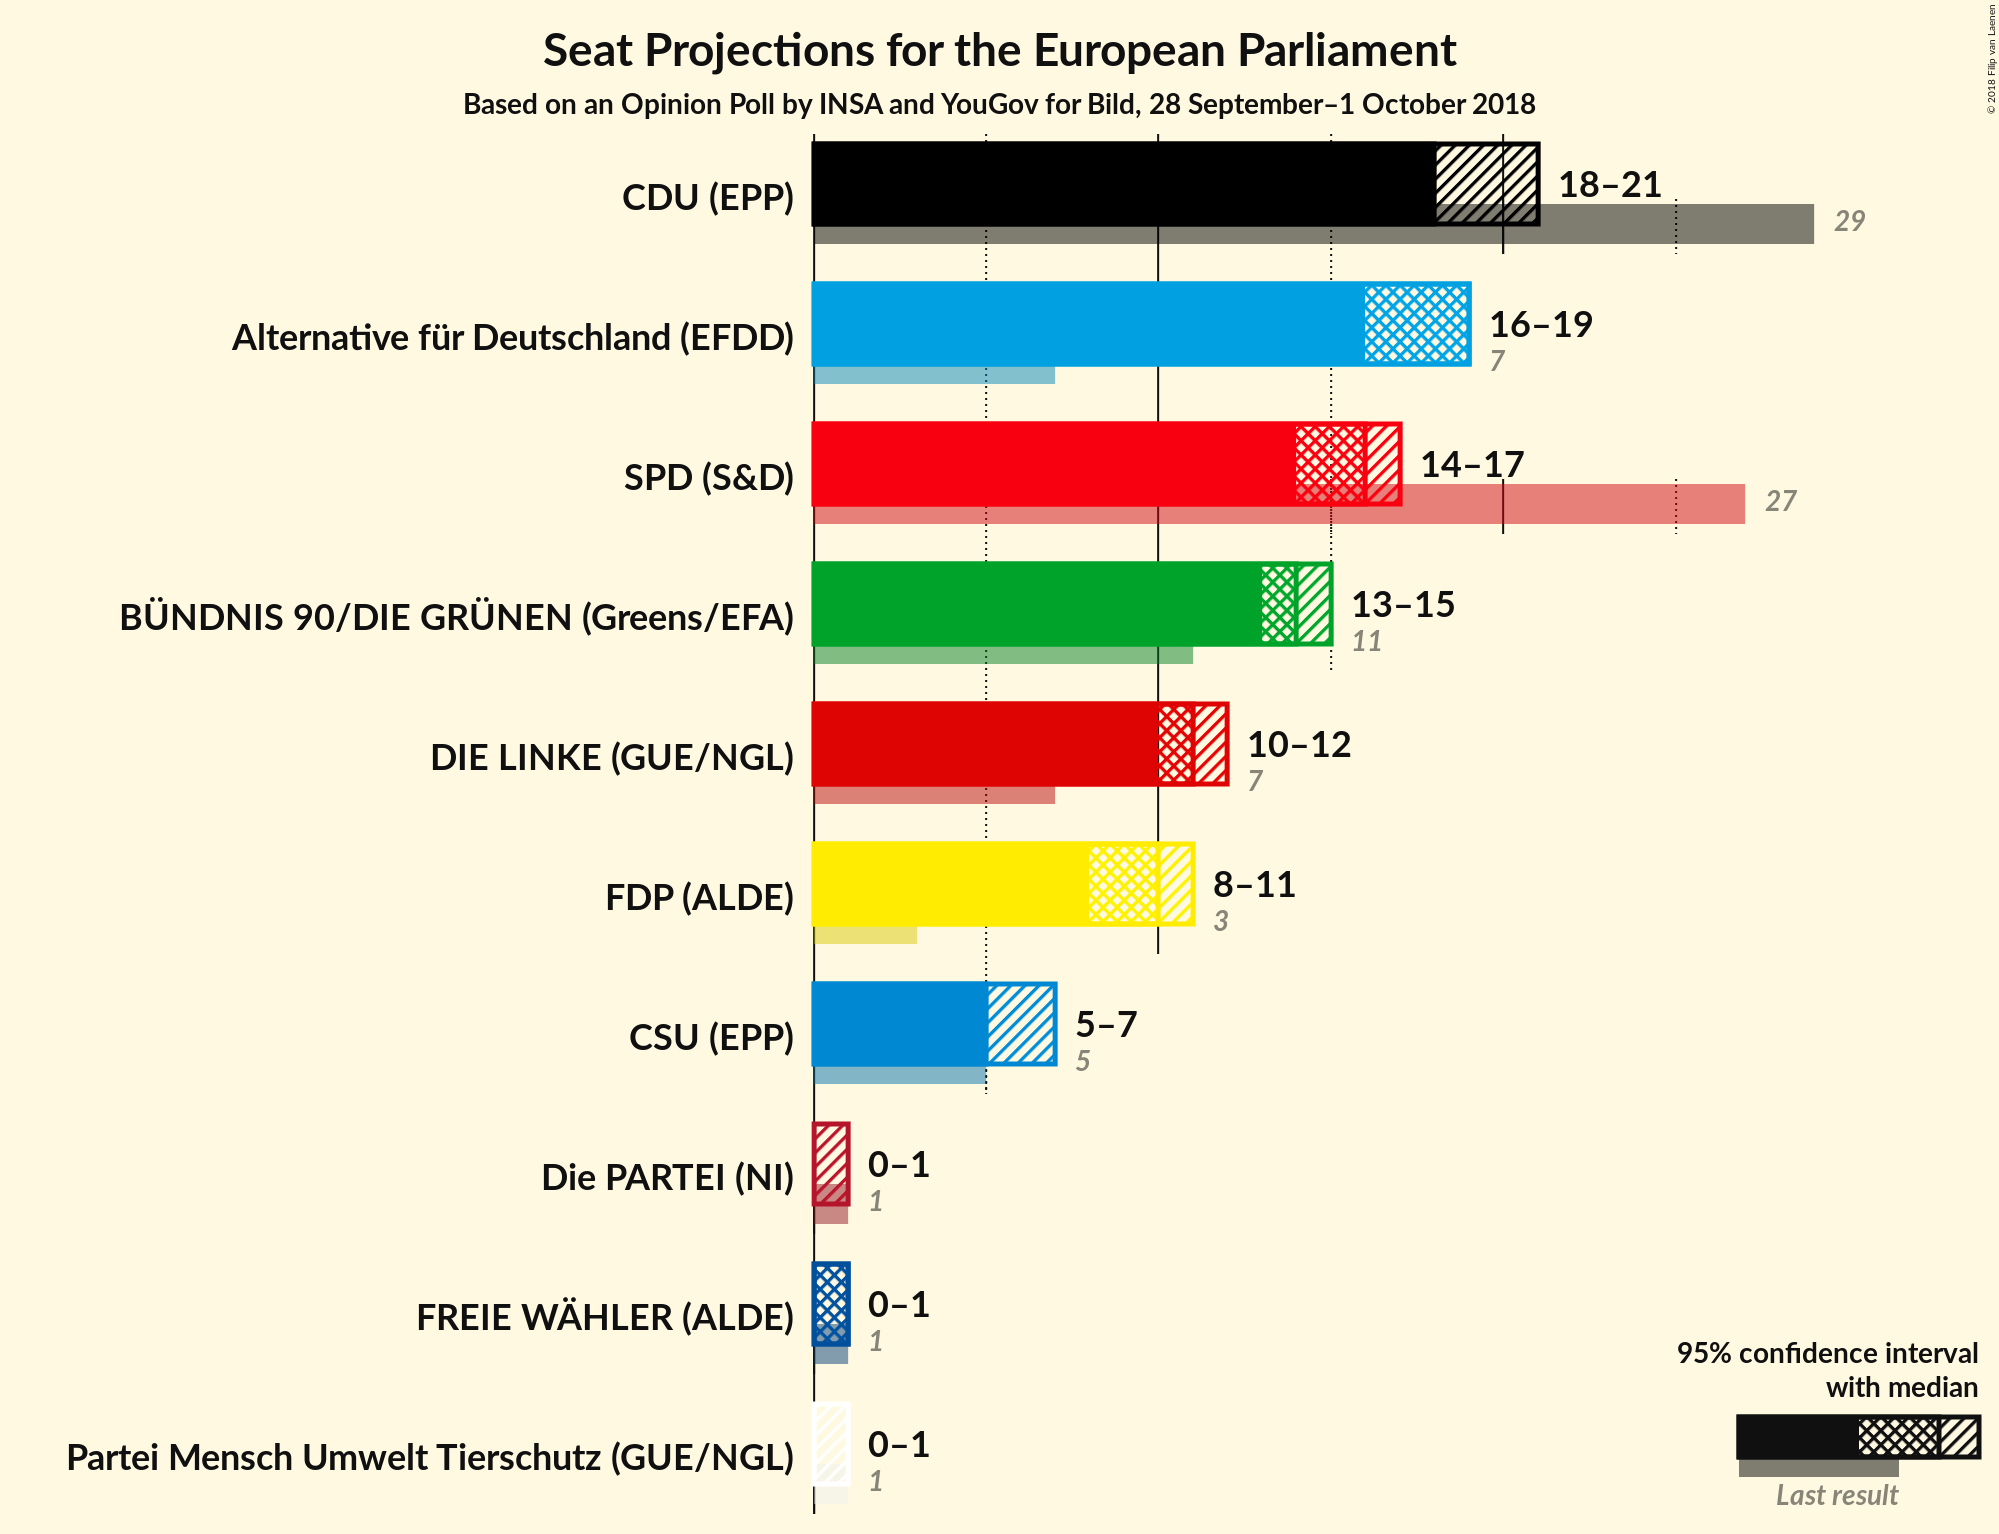 Seat Projections for the European Parliament
Based on an Opinion Poll by INSA and YouGov for Bild, 28 September–1 October 2018
© 2018 Filip van Laenen
CDU (EPP)
18–21
29
Alternative für Deutschland (EFDD)
16–19
7
SPD (S&D)
14–17
27
BÜNDNIS 90/DIE GRÜNEN (Greens/EFA)
13–15
11
DIE LINKE (GUE/NGL)
10–12
7
FDP (ALDE)
8–11
3
CSU (EPP)
5–7
5
Die PARTEI (NI)
0–1
1
FREIE WÄHLER (ALDE)
0–1
1
Partei Mensch Umwelt Tierschutz (GUE/NGL)
0–1
1
95% confidence interval
with median
Last result